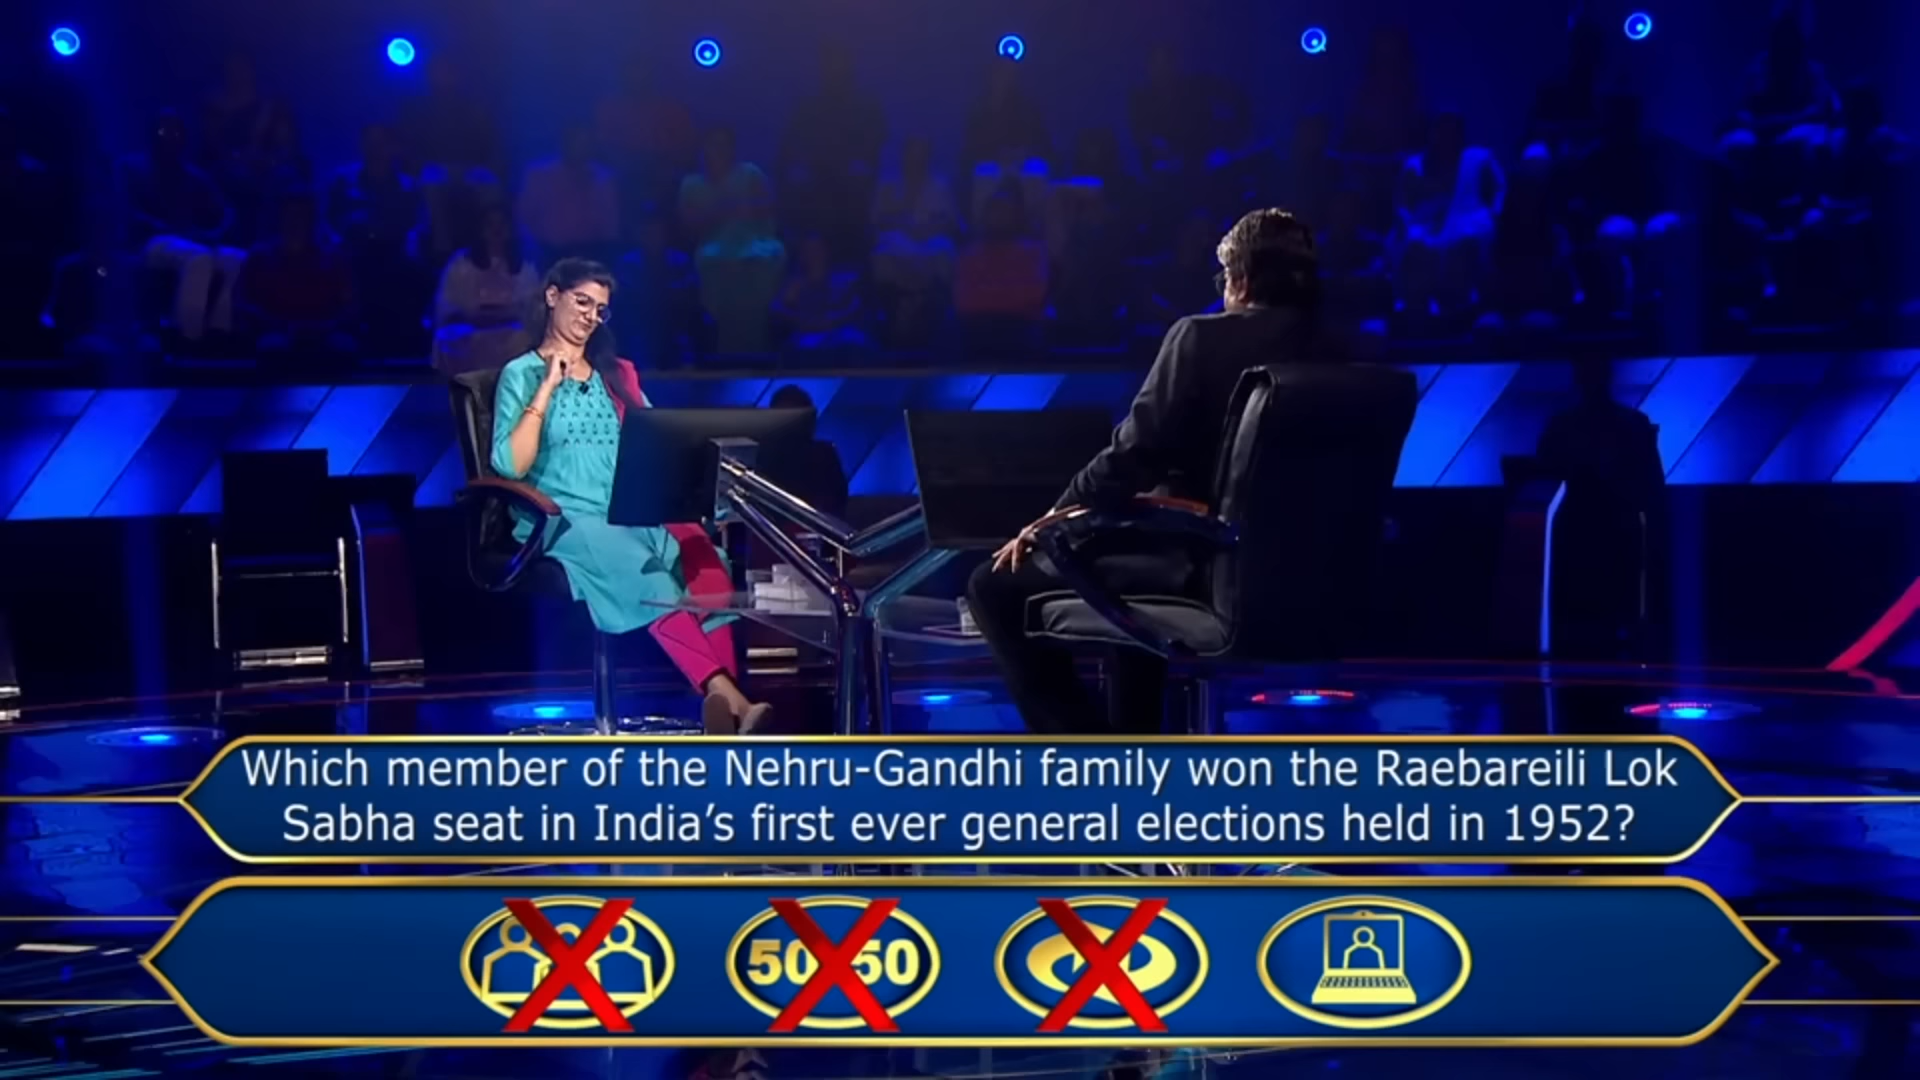 Which member of the Nehru-Gandhi family won the Raebareili Lok
Sabha seat in India’s first ever general elections held in 1952?
50 50